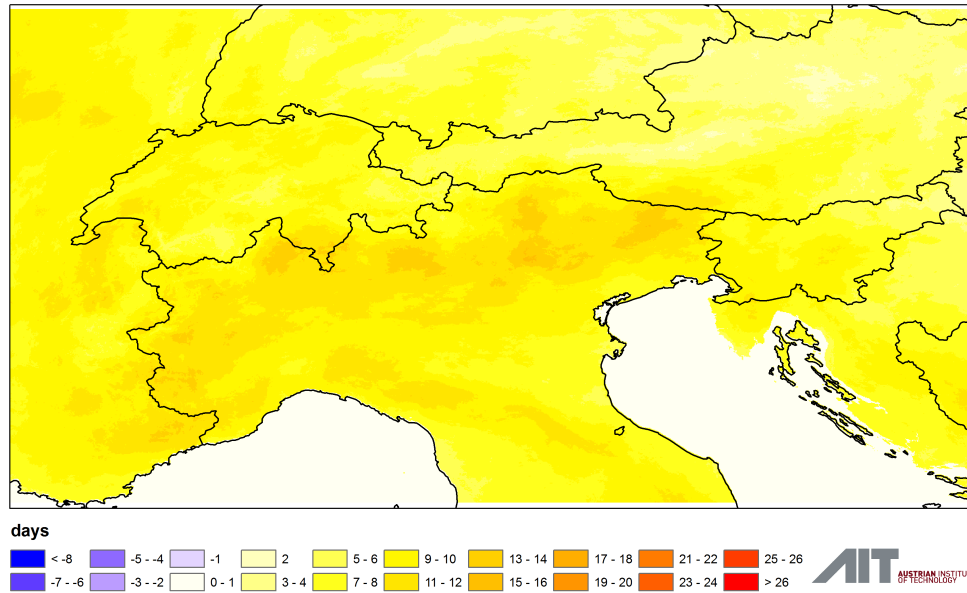 days
< -8 -5 - -4 -1 2 5 - 6 9 - 10 13 - 14 17 - 18 21 - 22 25 - 26
-7 - -6 -3 - -2 0 - 1 3 - 4 7 - 8 11 - 12 15 - 16 19 - 20 23 - 24 > 26
AIT
AUSTRIAN INSTITU
OF TECHNOLOGY